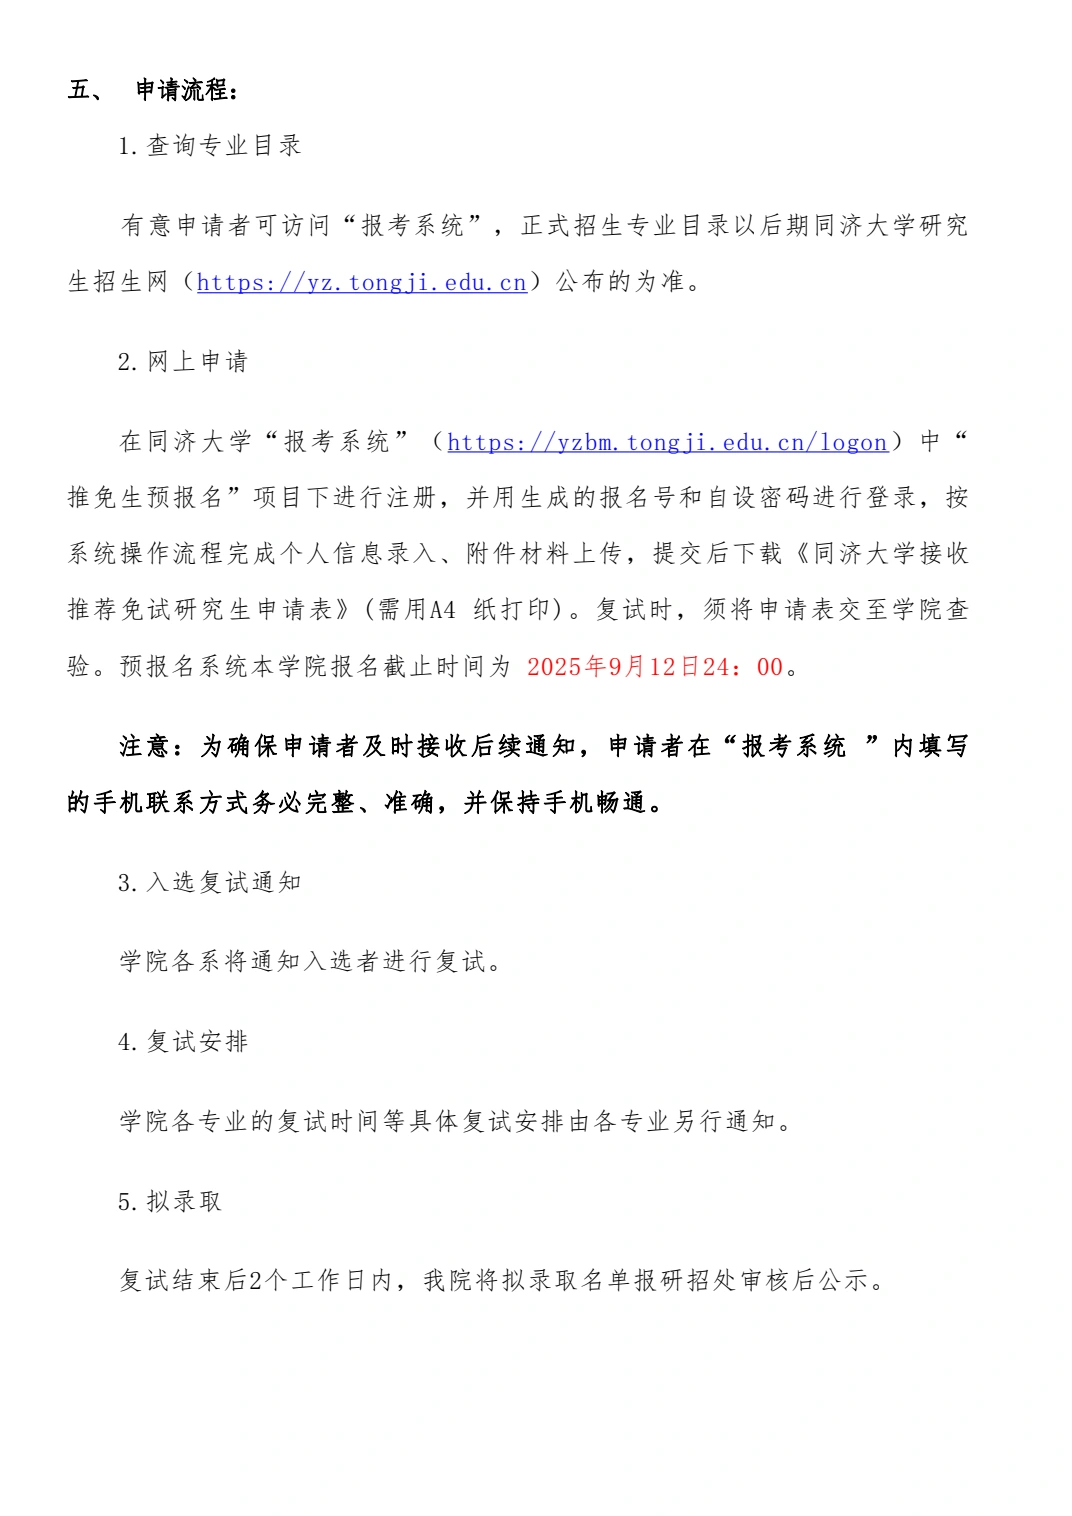 五、 申请流程：
1.查询专业目录
有意申请者可访问“报考系统”，正式招生专业目录以后期同济大学研究
生招生网（https://yz.tongji.edu.cn）公布的为准。
2.网上申请
在同济大学“报考系统”（https://yzbm.tongji.edu.cn/logon）中“
推免生预报名”项目下进行注册，并用生成的报名号和自设密码进行登录，按
系统操作流程完成个人信息录入、附件材料上传，提交后下载《同济大学接收
推荐免试研究生申请表》(需用A4 纸打印)。复试时，须将申请表交至学院查
验。预报名系统本学院报名截止时间为 2025年9月12日24：00。
注意：为确保申请者及时接收后续通知，申请者在“报考系统 ”内填写
的手机联系方式务必完整、准确，并保持手机畅通。
3.入选复试通知
学院各系将通知入选者进行复试。
4.复试安排
学院各专业的复试时间等具体复试安排由各专业另行通知。
5.拟录取
复试结束后2个工作日内，我院将拟录取名单报研招处审核后公示。